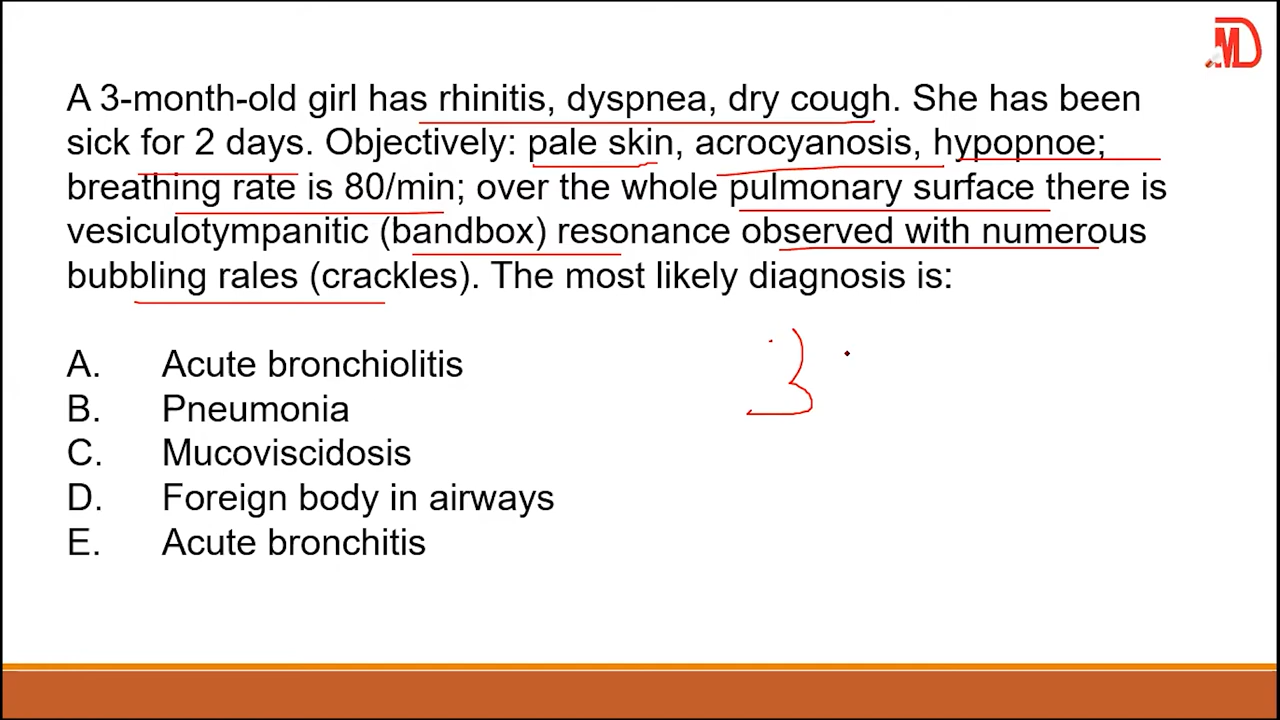 MD
A 3-month-old girl has rhinitis, dyspnea, dry cough. She has been
sick for 2 days. Objectively: pale skin, acrocyanosis, hypopnoe;
breathing rate is 80/min; over the whole pulmonary surface there is
vesiculotympanitic (bandbox) resonance observed with numerous
bubbling rales (crackles). The most likely diagnosis is:
A. Acute bronchiolitis
B. Pneumonia
C. Mucoviscidosis
D. Foreign body in airways
E. Acute bronchitis
3